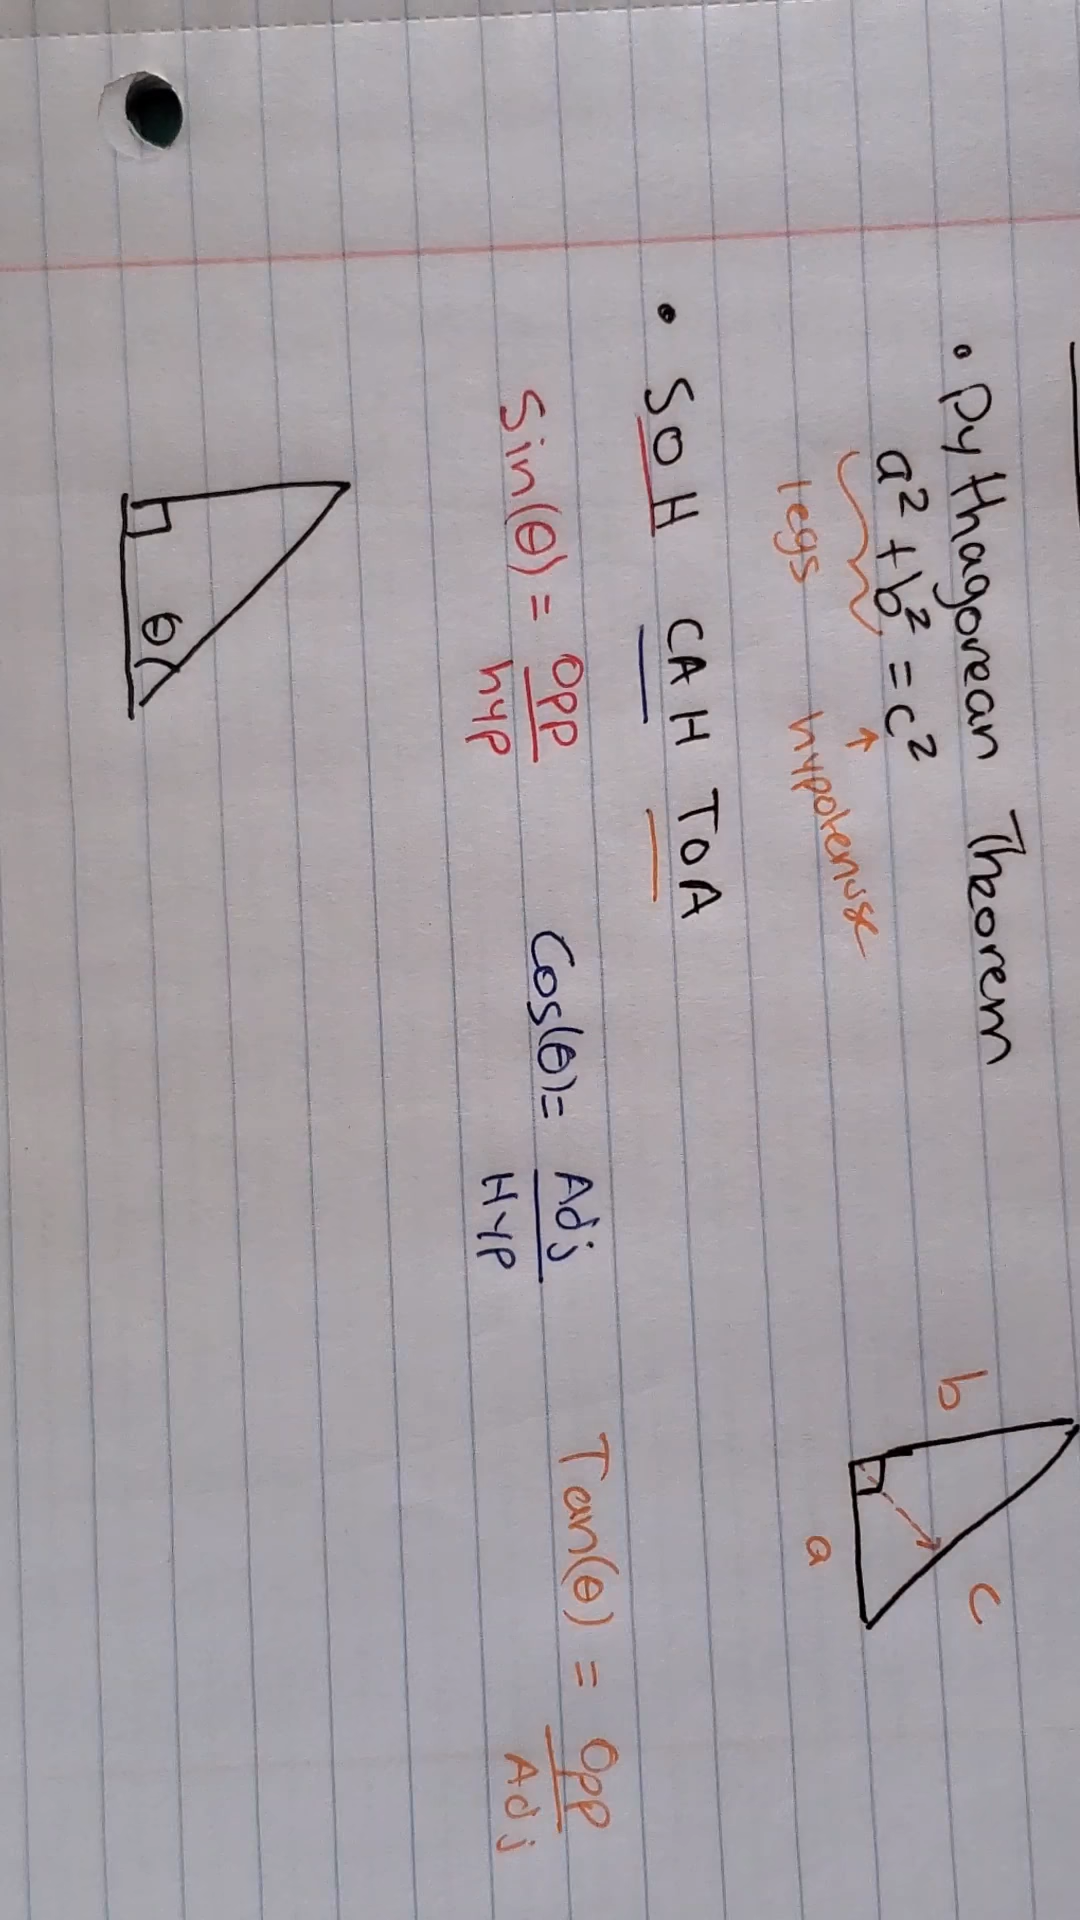 • Pythagorean Theorem
a² + b² = c²
legs hypotenuse
b
c
a
• SOH CAH TOA
Sin(θ) = Opp/hyp Cos(θ) = Adj/Hyp Tan(θ) = Opp/Adj
θ